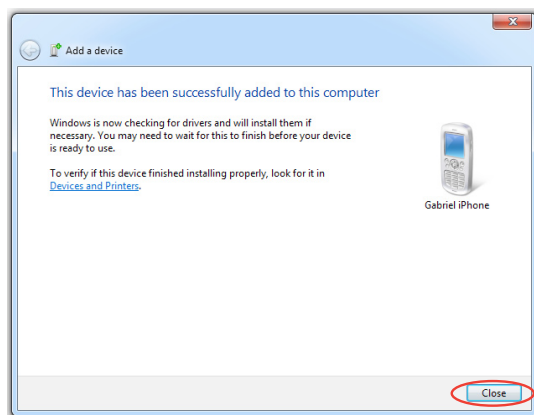 Add a device
This device has been successfully added to this computer
Windows is now checking for drivers and will install them if
necessary. You may need to wait for this to finish before your device
is ready to use.
To verify if this device finished installing properly, look for it in
Devices and Printers.
Gabriel iPhone
Close